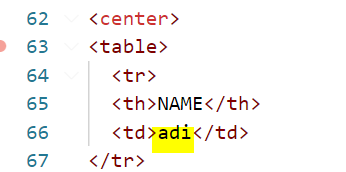 62 <center>
63 <table>
64 <tr>
65 <th>NAME</th>
66 <td>adi</td>
67 </tr>